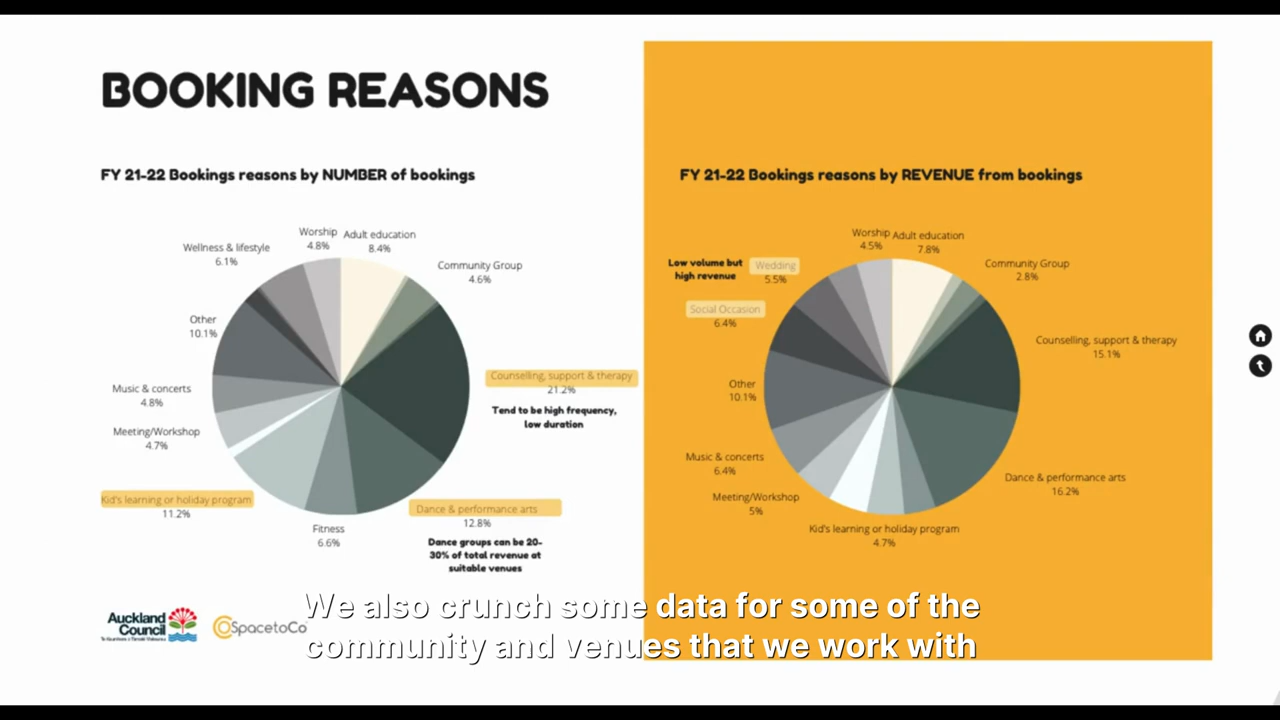 BOOKING REASONS
FY 21-22 Bookings reasons by NUMBER of bookings
Worship
4.8%
Adult education
8.4%
Wellness & lifestyle
6.1%
Community Group
4.6%
Other
10.1%
Counselling, support & therapy
21.2%
Tend to be high frequency,
low duration
Music & concerts
4.8%
Meeting/Workshop
4.7%
Kid's learning or holiday program
11.2%
Dance & performance arts
12.8%
Fitness
6.6%
Dance groups can be 20-
30% of total revenue at
suitable venues
FY 21-22 Bookings reasons by REVENUE from bookings
Worship
4.5%
Adult education
7.8%
Low volume but
high revenue
Wedding
5.5%
Community Group
2.8%
Social Occasion
6.4%
Counselling, support & therapy
15.1%
Other
10.1%
Music & concerts
6.4%
Dance & performance arts
16.2%
Meeting/Workshop
5%
Kid's learning or holiday program
4.7%
Auckland
Council
SpacetoCo
We also crunch some data for some of the
community and venues that we work with